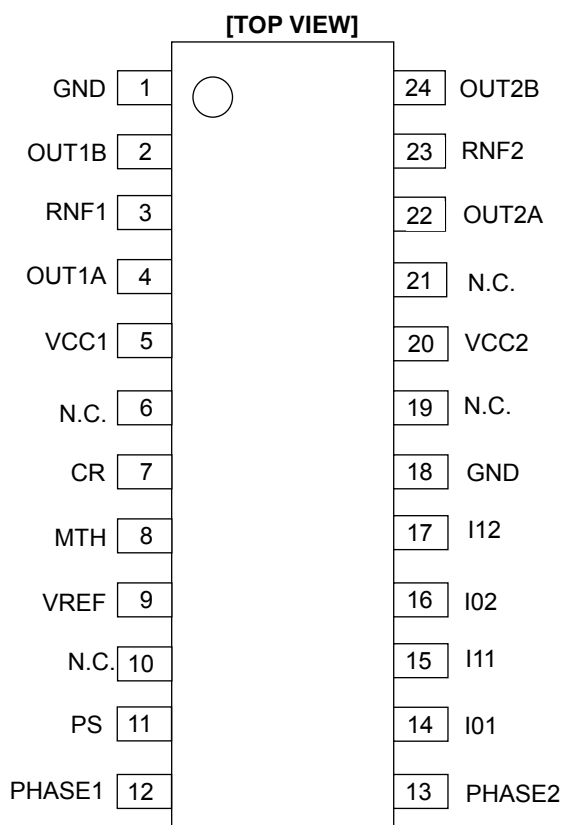 [TOP VIEW]
GND 1 24 OUT2B
OUT1B 2 23 RNF2
RNF1 3 22 OUT2A
OUT1A 4 21 N.C.
VCC1 5 20 VCC2
N.C. 6 19 N.C.
CR 7 18 GND
MTH 8 17 I12
VREF 9 16 I02
N.C. 10 15 I11
PS 11 14 I01
PHASE1 12 13 PHASE2